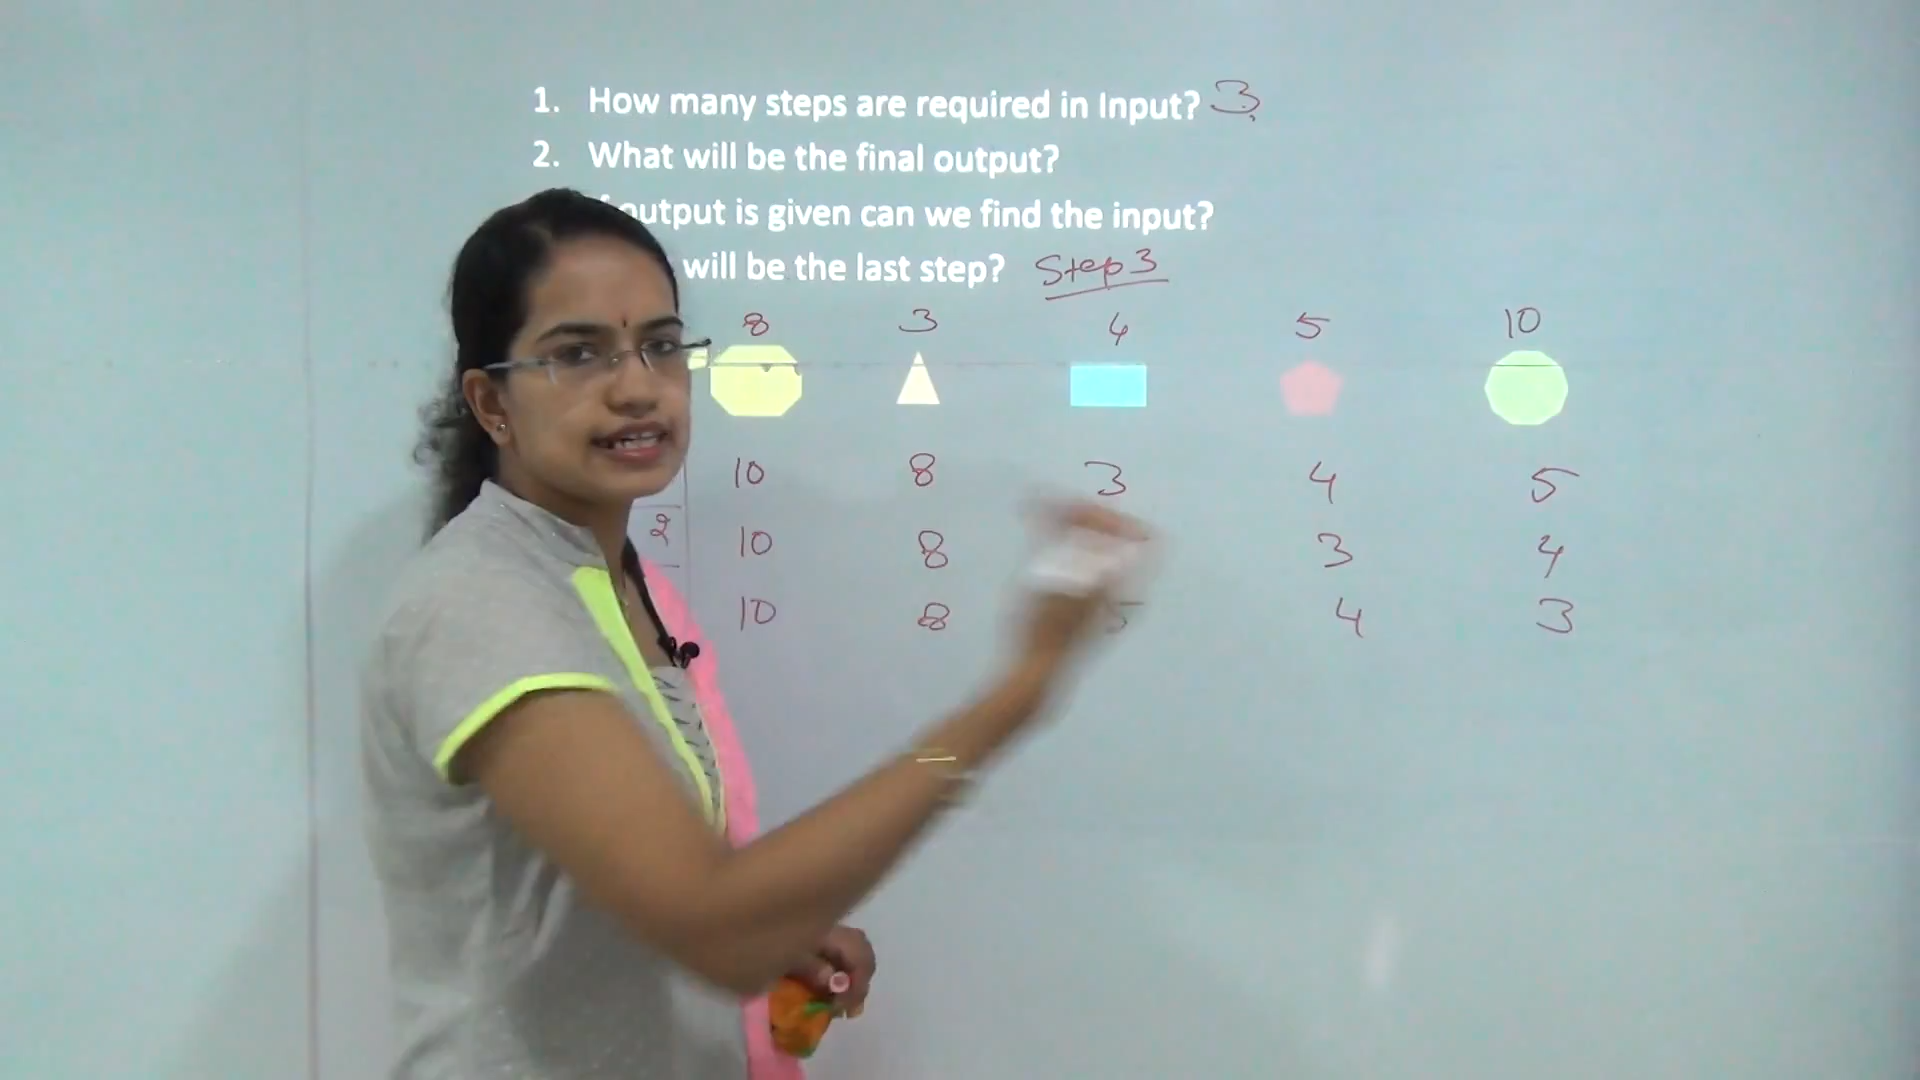 1. How many steps are required in Input? 3
2. What will be the final output?
output is given can we find the input?
will be the last step? Step 3
8 3 4 5 10
10 8 3 4 5
2 10 8 3 4
10 8 5 4 3